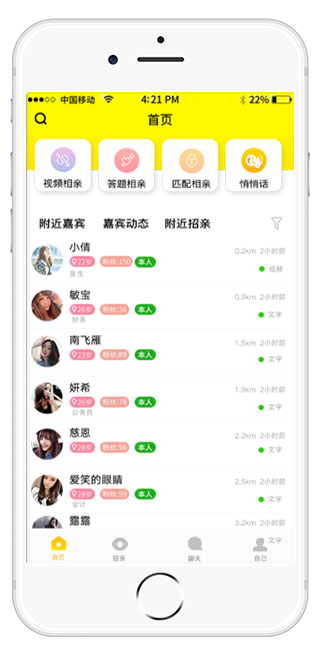 中国移动 4:21 PM 22%
首页
视频相亲 答题相亲 匹配相亲 悄悄话
附近嘉宾 嘉宾动态 附近招亲
小倩 0.2km 2小时前
22岁 粉丝:150 本人 视频
医生
敏宝 0.9km 2小时前
26岁 粉丝:56 本人 文字
财务
南飞雁 1.5km 2小时前
23岁 粉丝:89 本人 文字
妍希 1.9km 2小时前
26岁 粉丝:78 本人 文字
公务员
慈恩 2.2km 2小时前
28岁 粉丝:56 本人 文字
爱笑的眼睛 2.5km 2小时前
28岁 粉丝:93 本人 文字
会计
露露 3.2km 2小时前
文字
首页 招亲 聊天 自己